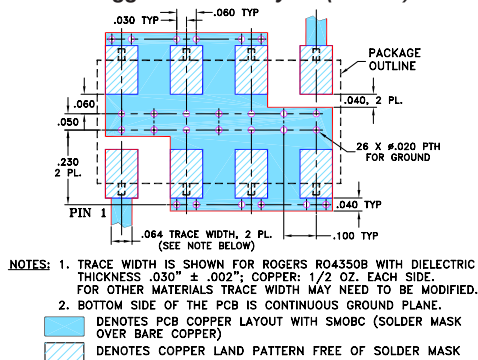 .030 TYP
.060 TYP
PACKAGE
OUTLINE
.060
.040, 2 PL.
.050
26 X ø.020 PTH
FOR GROUND
.230
2 PL.
PIN 1
.040 TYP
.064 TRACE WIDTH, 2 PL.
(SEE NOTE BELOW)
.100 TYP
NOTES: 1. TRACE WIDTH IS SHOWN FOR ROGERS RO4350B WITH DIELECTRIC
THICKNESS .030" ± .002"; COPPER: 1/2 OZ. EACH SIDE.
FOR OTHER MATERIALS TRACE WIDTH MAY NEED TO BE MODIFIED.
2. BOTTOM SIDE OF THE PCB IS CONTINUOUS GROUND PLANE.
DENOTES PCB COPPER LAYOUT WITH SMOBC (SOLDER MASK
OVER BARE COPPER)
DENOTES COPPER LAND PATTERN FREE OF SOLDER MASK